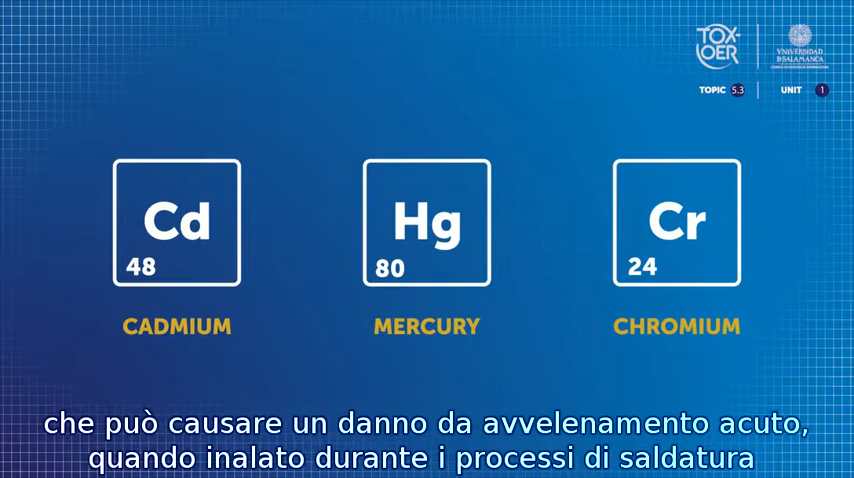 TOX-
OER
VNiVERSiDAD
D SALAMANCA
TOPIC 5.3 UNIT 1
Cd
48
Hg
80
Cr
24
CADMIUM
MERCURY
CHROMIUM
che può causare un danno da avvelenamento acuto,
quando inalato durante i processi di saldatura